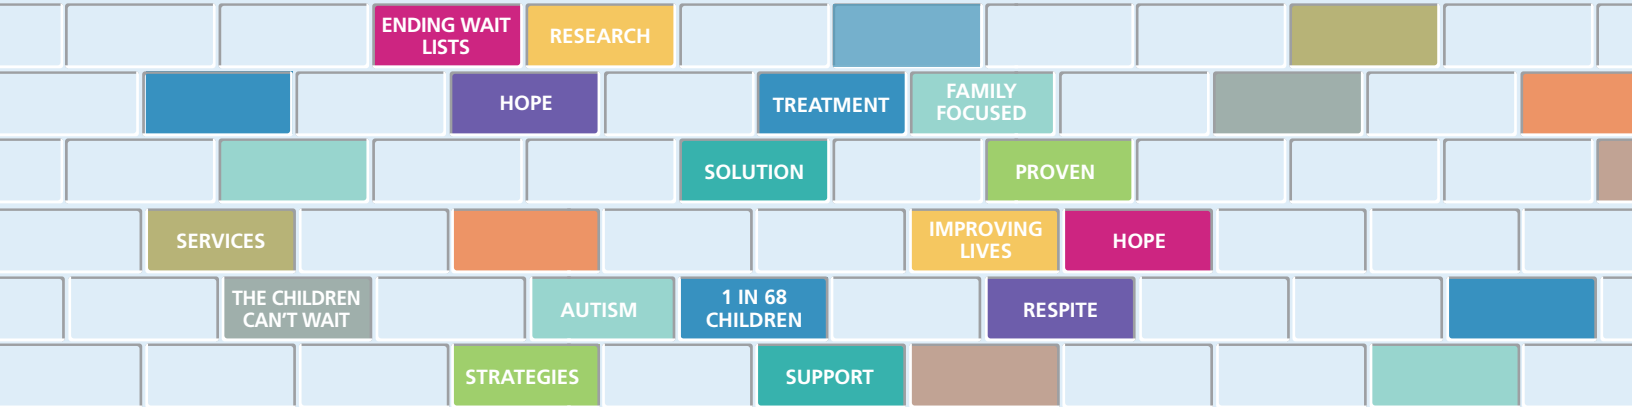 ENDING WAIT
LISTS
RESEARCH
HOPE
TREATMENT
FAMILY
FOCUSED
SOLUTION
PROVEN
SERVICES
IMPROVING
LIVES
HOPE
THE CHILDREN
CAN'T WAIT
AUTISM
1 IN 68
CHILDREN
RESPITE
STRATEGIES
SUPPORT